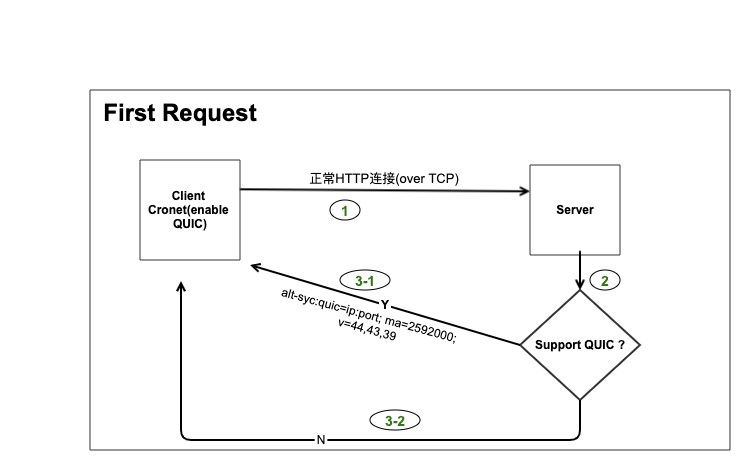 First Request
正常HTTP连接(over TCP)
Client
Cronet(enable
QUIC)
1
Server
3-1
2
Y
alt-syc:quic=ip:port; ma=2592000;
v=44,43,39
Support QUIC ?
3-2
N